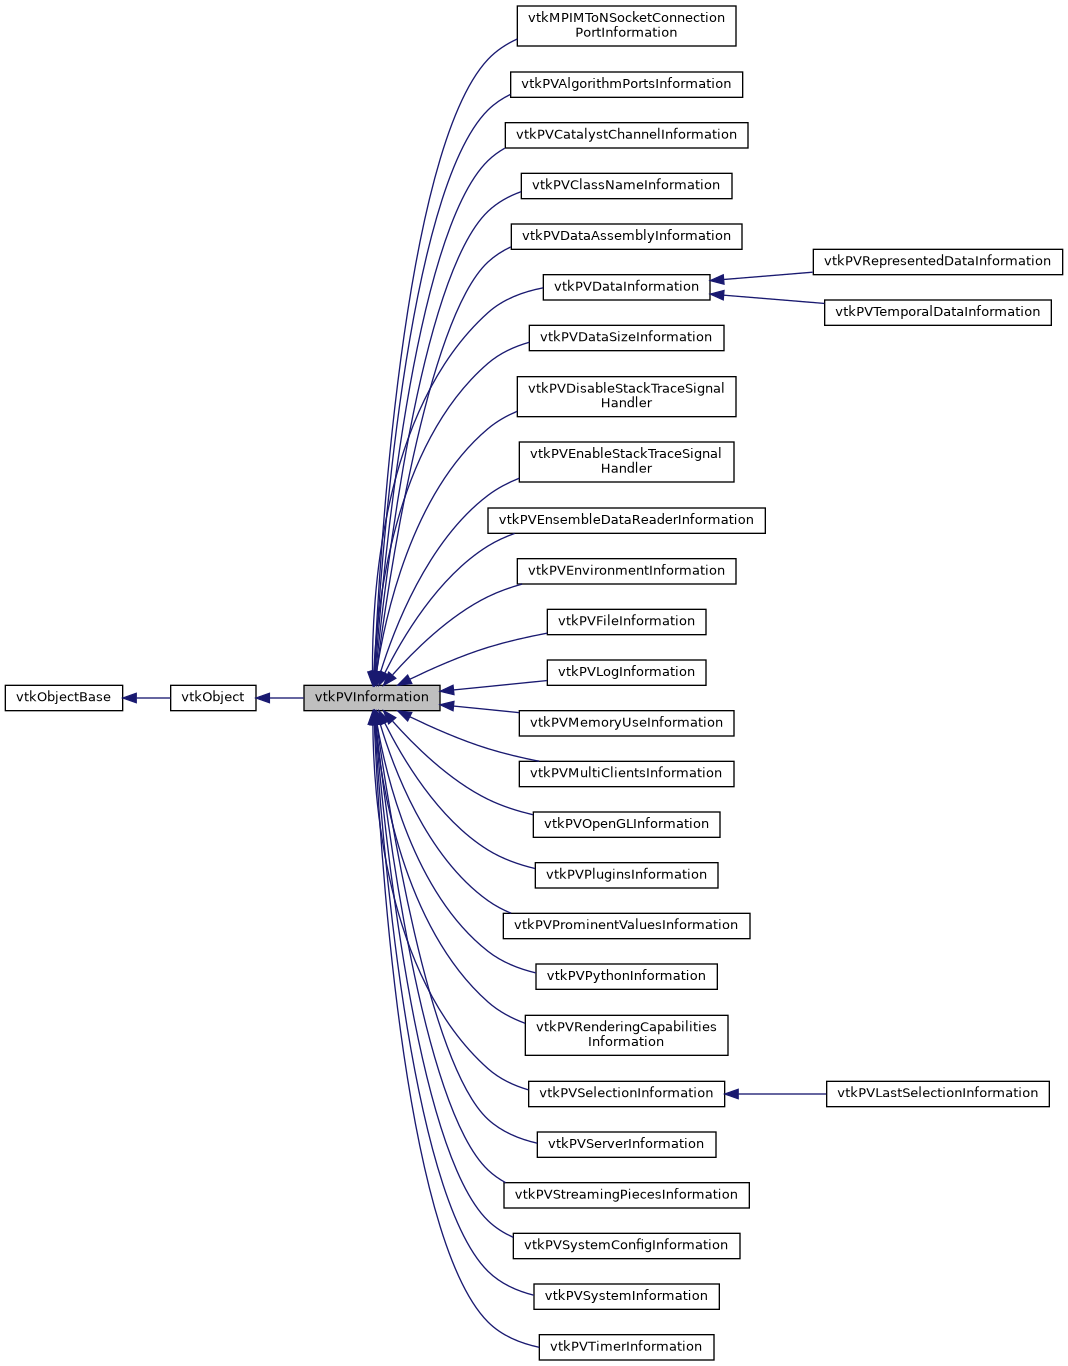 vtkMPIMToNSocketConnection
PortInformation
vtkPVAlgorithmPortsInformation
vtkPVCatalystChannelInformation
vtkPVClassNameInformation
vtkPVDataAssemblyInformation
vtkPVRepresentedDataInformation
vtkPVDataInformation
vtkPVTemporalDataInformation
vtkPVDataSizeInformation
vtkPVDisableStackTraceSignal
Handler
vtkPVEnableStackTraceSignal
Handler
vtkPVEnsembleDataReaderInformation
vtkPVEnvironmentInformation
vtkPVFileInformation
vtkPVLogInformation
vtkObjectBase
vtkObject
vtkPVInformation
vtkPVMemoryUseInformation
vtkPVMultiClientsInformation
vtkPVOpenGLInformation
vtkPVPluginsInformation
vtkPVProminentValuesInformation
vtkPVPythonInformation
vtkPVRenderingCapabilities
Information
vtkPVSelectionInformation
vtkPVLastSelectionInformation
vtkPVServerInformation
vtkPVStreamingPiecesInformation
vtkPVSystemConfigInformation
vtkPVSystemInformation
vtkPVTimerInformation